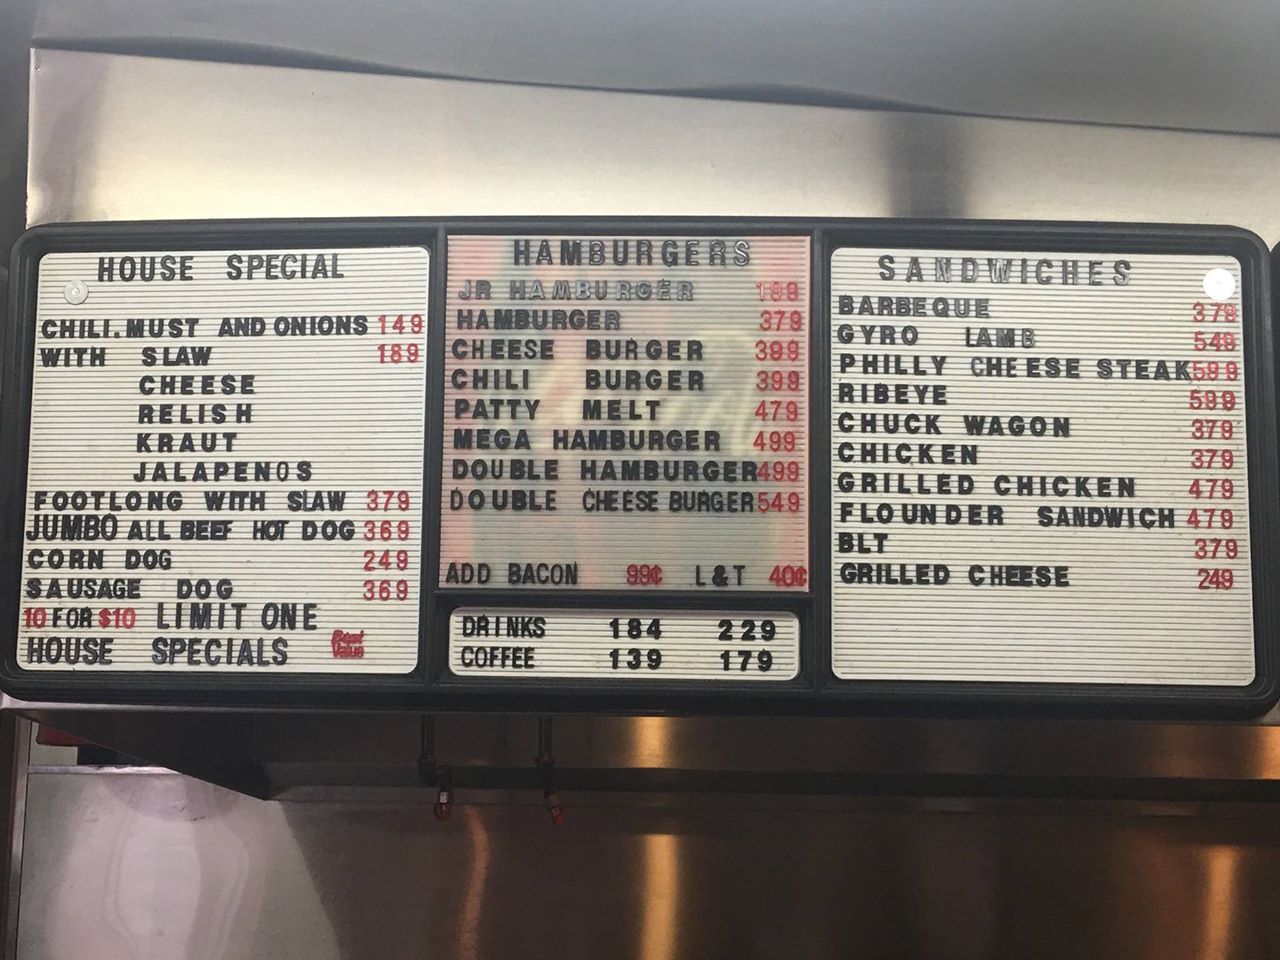 HOUSE SPECIAL
CHILI.MUST AND ONIONS 149
WITH SLAW 189
CHEESE
RELISH
KRAUT
JALAPENOS
FOOTLONG WITH SLAW 379
JUMBO ALL BEEF HOT DOG 369
CORN DOG 249
SAUSAGE DOG 369
10 FOR $10 LIMIT ONE
HOUSE SPECIALS Best Value
HAMBURGERS
JR HAMBURGER 199
HAMBURGER 379
CHEESE BURGER 399
CHILI BURGER 399
PATTY MELT 479
MEGA HAMBURGER 499
DOUBLE HAMBURGER 499
DOUBLE CHEESE BURGER 549
ADD BACON 99¢ L&T 40¢
DRINKS 184 229
COFFEE 139 179
SANDWICHES
BARBEQUE 379
GYRO LAMB 549
PHILLY CHEESE STEAK 599
RIBEYE 599
CHUCK WAGON 379
CHICKEN 379
GRILLED CHICKEN 479
FLOUNDER SANDWICH 479
BLT 379
GRILLED CHEESE 249